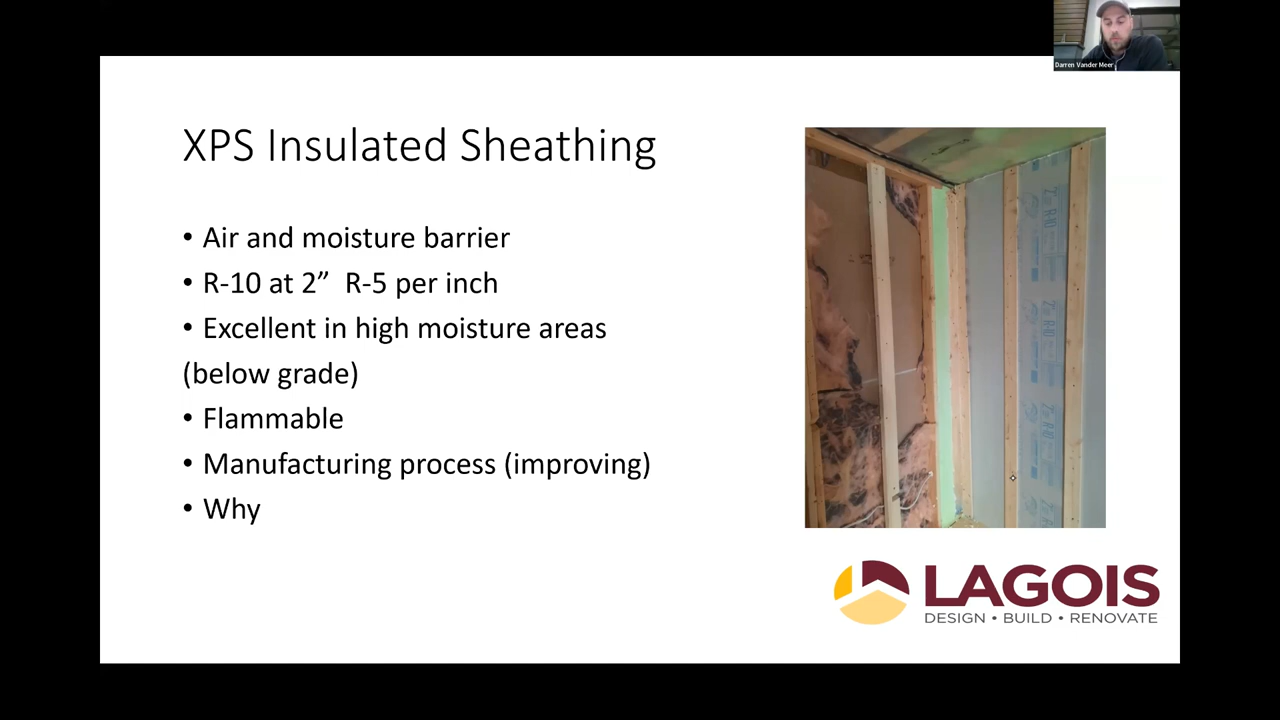 Darren Vander Meer
XPS Insulated Sheathing
• Air and moisture barrier
• R-10 at 2” R-5 per inch
• Excellent in high moisture areas
(below grade)
• Flammable
• Manufacturing process (improving)
• Why
LAGOIS
DESIGN • BUILD • RENOVATE